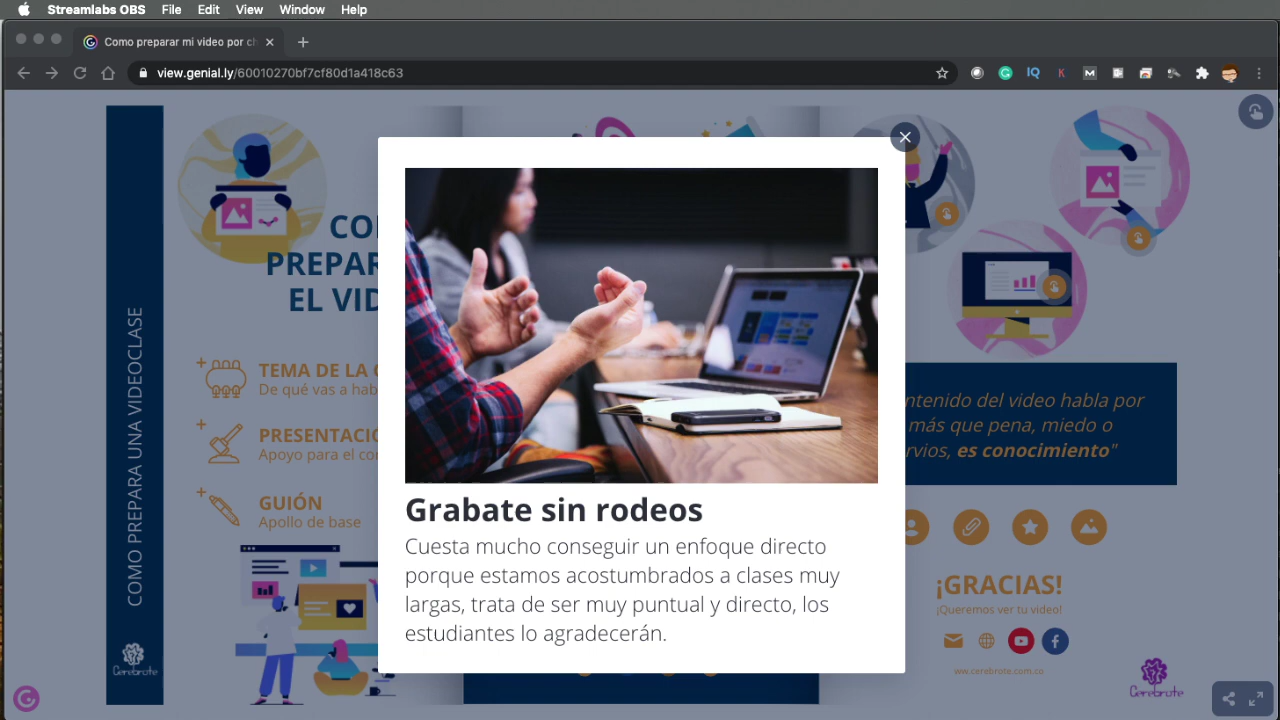 Streamlabs OBS File Edit View Window Help
Como preparar mi video por c
view.genial.ly/60010270bf7cf80d1a418c63
IQ K M
COMO PREPARA UNA VIDEOCLASE
Cerebrote
PREPAR
EL VID
TEMA DE LA
De qué vas a hab
PRESENTACIO
Apoyo para el co
GUIÓN
Apollo de base
Grabate sin rodeos
Cuesta mucho conseguir un enfoque directo
porque estamos acostumbrados a clases muy
largas, trata de ser muy puntual y directo, los
estudiantes lo agradecerán.
ntenido del video habla por
más que pena, miedo o
rvios, es conocimiento"
¡GRACIAS!
¡Queremos ver tu video!
ww.cerebrote.com.co
Cerebrote